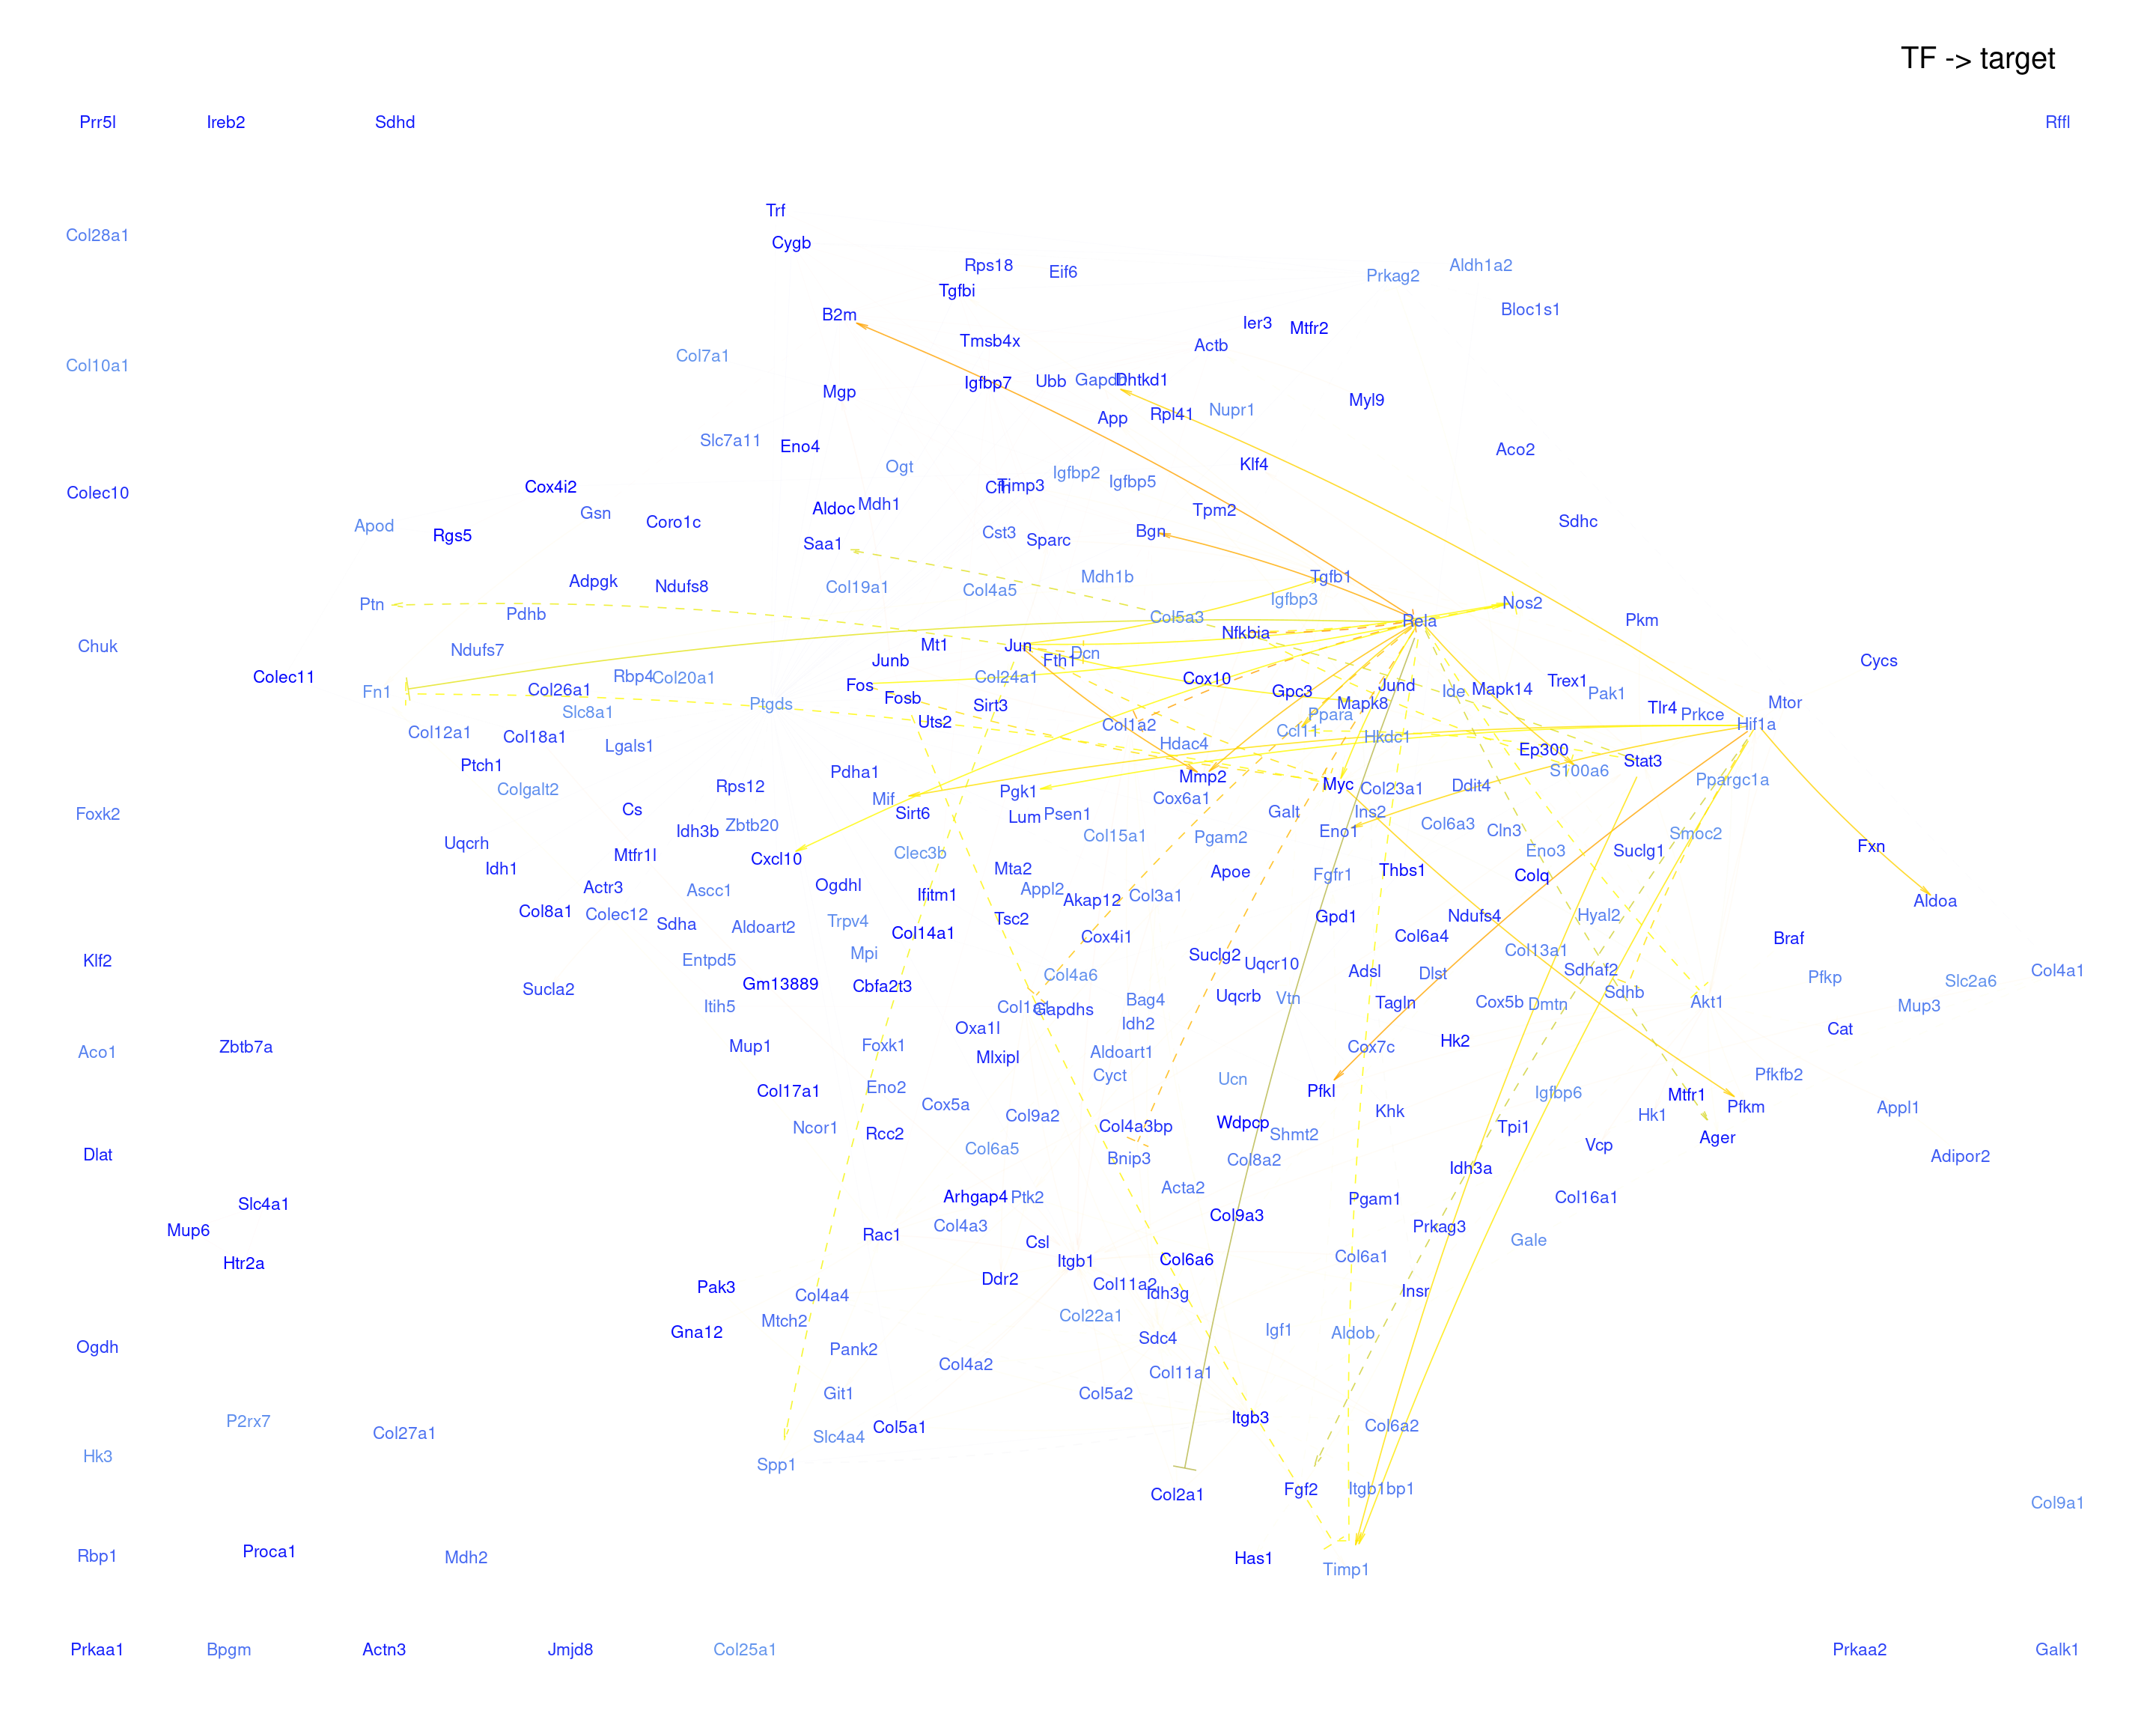 TF -> target
Prr5l Ireb2 Sdhd Rffl
Trf
Col28a1 Cygb
Rps18 Eif6 Prkag2 Aldh1a2
Tgfbi
B2m Ier3 Mtfr2 Bloc1s1
Tmsb4x Actb
Col7a1
Col10a1
Igfbp7 Ubb Gapdh Dhtkd1
Mgp Myl9
App Rpl41 Nupr1
Slc7a11 Eno4 Aco2
Ogt Igfbp2 Igfbp5 Klf4
Colec10 Cox4i2 Timp3
Gsn Aldoc Mdh1 Tpm2
Apod Rgs5 Coro1c Sdhc
Saa1 Cst3 Sparc Bgn
Adpgk Ndufs8 Col19a1 Col4a5 Mdh1b Tgfb1
Ptn Pdhb Col5a3 Igfbp3 Nos2
Rela Pkm
Chuk Ndufs7 Mt1 Jun Nfkbia
Junb Fth1 Dcn Cycs
Colec11 Rbp4 Col20a1 Col24a1 Cox10
Fn1 Col26a1 Fos Gpc3 Jund Ide Mapk14 Trex1 Pak1
Slc8a1 Ptgds Fosb Sirt3 Mapk8 Tlr4 Prkce Mtor
Col12a1 Col18a1 Uts2 Col1a2 Ppara Hif1a
Lgals1 Hdac4 Ccl11 Hkdc1 Ep300
Ptch1 Pdha1 Mmp2 S100a6 Stat3
Colgalt2 Rps12 Mif Pgk1 Cox6a1 Myc Col23a1 Ddit4 Ppargc1a
Foxk2 Cs Idh3b Zbtb20 Sirt6 Lum Psen1 Galt Ins2
Uqcrh Col15a1 Pgam2 Eno1 Col6a3 Cln3 Smoc2
Idh1 Mtfr1l Cxcl10 Clec3b Eno3 Suclg1 Fxn
Actr3 Ascc1 Ogdhl Ifitm1 Mta2 Appl2 Apoe Fgfr1 Thbs1 Colq
Col8a1 Colec12 Akap12 Col3a1 Aldoa
Sdha Aldoart2 Trpv4 Col14a1 Tsc2 Gpd1 Ndufs4 Hyal2
Cox4i1 Col6a4 Braf
Klf2 Entpd5 Mpi Suclg2 Uqcr10 Col13a1
Sucla2 Gm13889 Cbfa2t3 Col4a6 Adsl Dlst Sdhaf2 Pfkp Slc2a6 Col4a1
Itih5 Gapdhs Bag4 Uqcrb Vtn Tagln Cox5b Dmtn Sdhb Akt1 Mup3
Oxa1l Idh2 Cat
Aco1 Zbtb7a Mup1 Foxk1 Mlxipl Aldoart1 Cox7c Hk2
Col17a1 Eno2 Cyct Ucn Pfkl Igfbp6 Mtfr1 Pfkfb2
Cox5a Col9a2 Khk Hk1 Pfkm Appl1
Ncor1 Rcc2 Col4a3bp Wdpcp Shmt2 Tpi1 Ager
Dlat Col6a5 Bnip3 Col8a2 Idh3a Vcp Adipor2
Slc4a1 Arhgap4 Ptk2 Acta2 Pgam1 Col16a1
Mup6 Rac1 Col4a3 Col9a3 Prkag3
Htr2a Csl Itgb1 Col6a6 Col6a1 Gale
Pak3 Col4a4 Ddr2 Col11a2 Idh3g Insr
Gna12 Mtch2 Col22a1 Igf1 Aldob
Ogdh Pank2 Col4a2 Sdc4
Git1 Col5a2 Col11a1
P2rx7 Col27a1 Slc4a4 Col5a1 Itgb3 Col6a2
Hk3 Spp1
Col2a1 Fgf2 Itgb1bp1 Col9a1
Rbp1 Proca1 Mdh2 Has1 Timp1
Prkaa1 Bpgm Actn3 Jmjd8 Col25a1 Prkaa2 Galk1